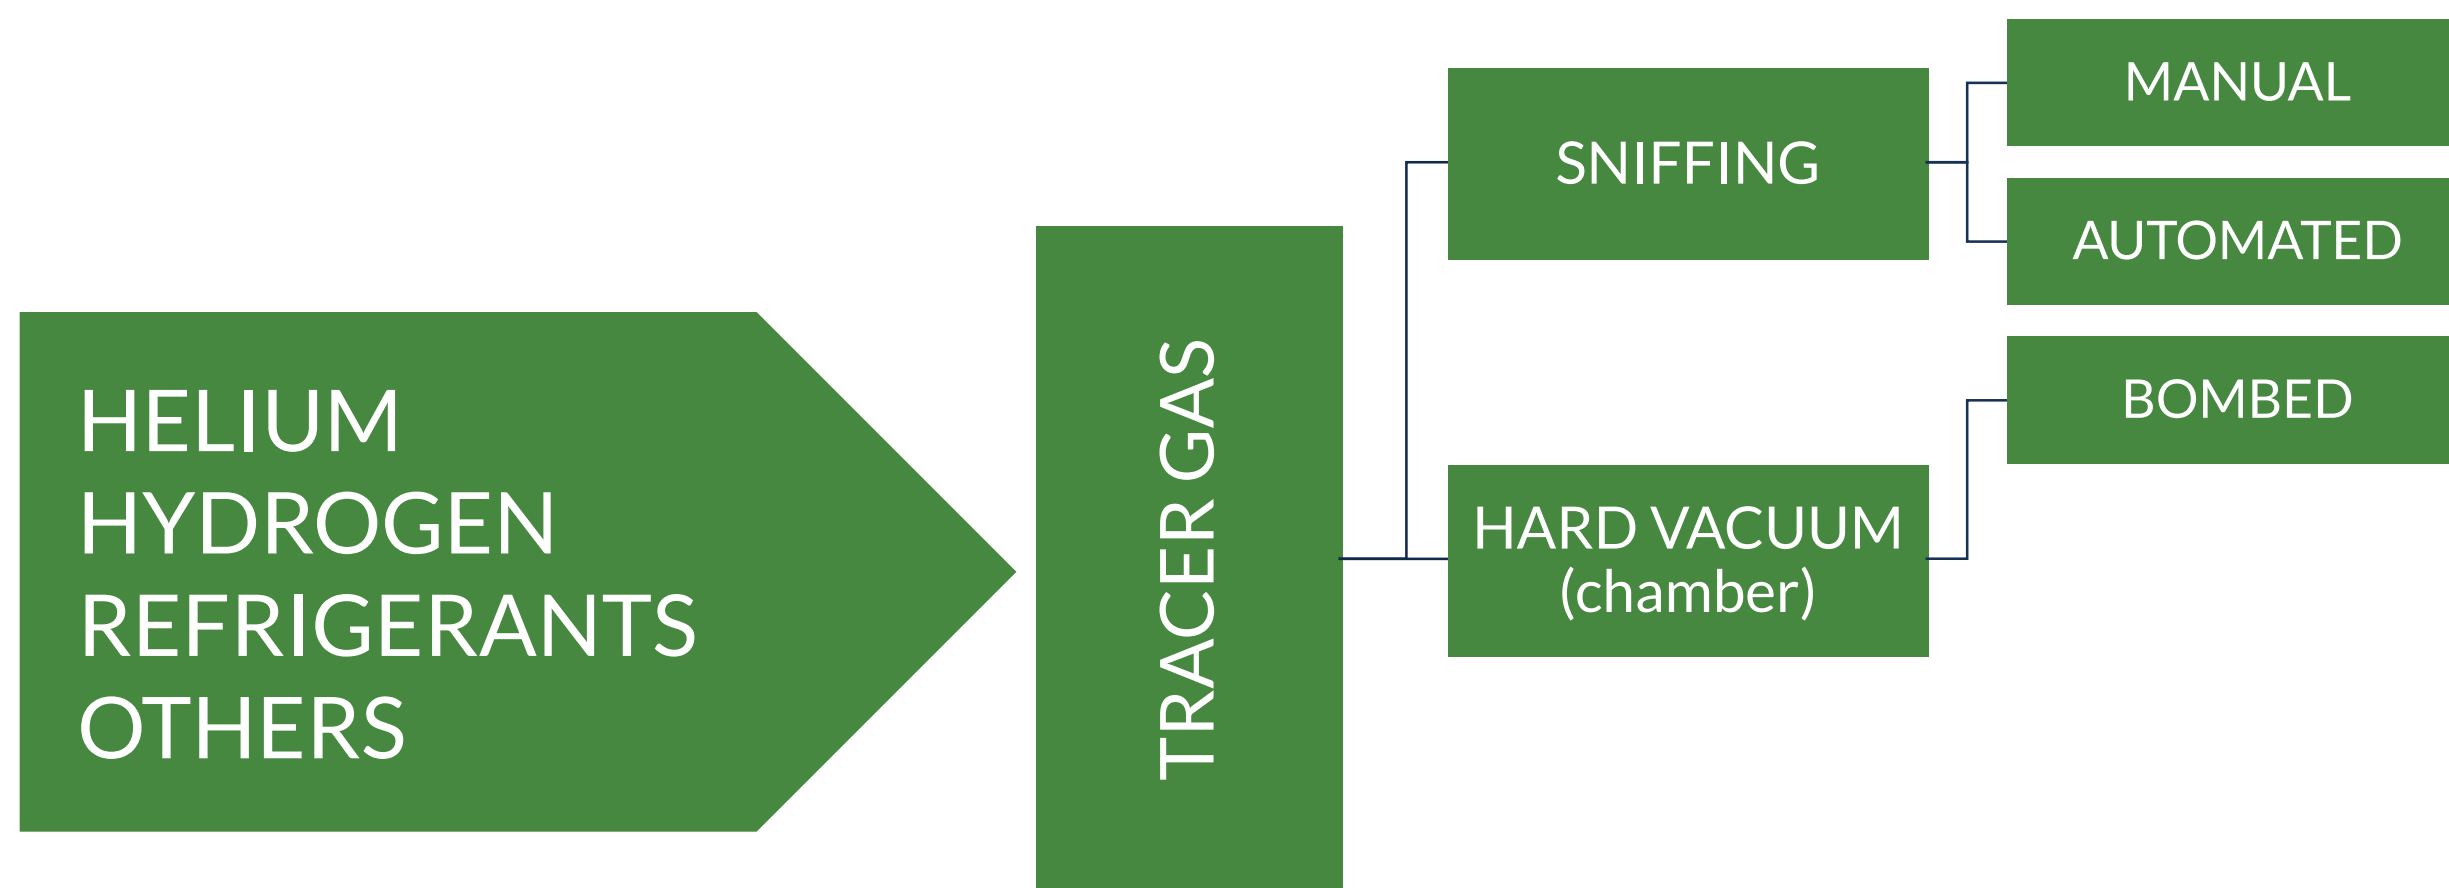 HELIUM
HYDROGEN
REFRIGERANTS
OTHERS
TRACER GAS
SNIFFING
MANUAL
AUTOMATED
HARD VACUUM
(chamber)
BOMBED